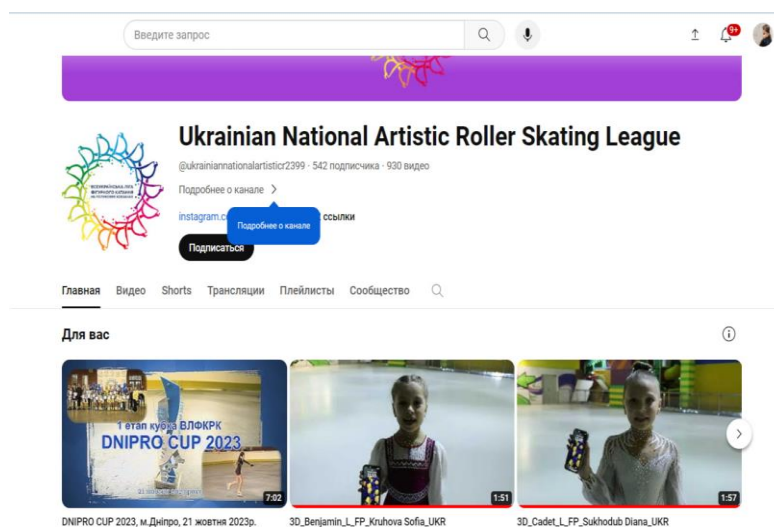 Введите запрос
9+
Ukrainian National Artistic Roller Skating League
@ukrainiannationalartisticr2399 · 542 подписчика · 930 видео
Подробнее о канале
instagram.c ссылки
Подробнее о канале
Подписаться
Главная Видео Shorts Трансляции Плейлисты Сообщество
Для вас
1 етап кубка ВЛФКРК
DNIPRO CUP 2023
7:02
1:51
1:57
DNIPRO CUP 2023, м.Дніпро, 21 жовтня 2023р.
3D_Benjamin_L_FP_Kruhova Sofia_UKR
3D_Cadet_L_FP_Sukhodub Diana_UKR